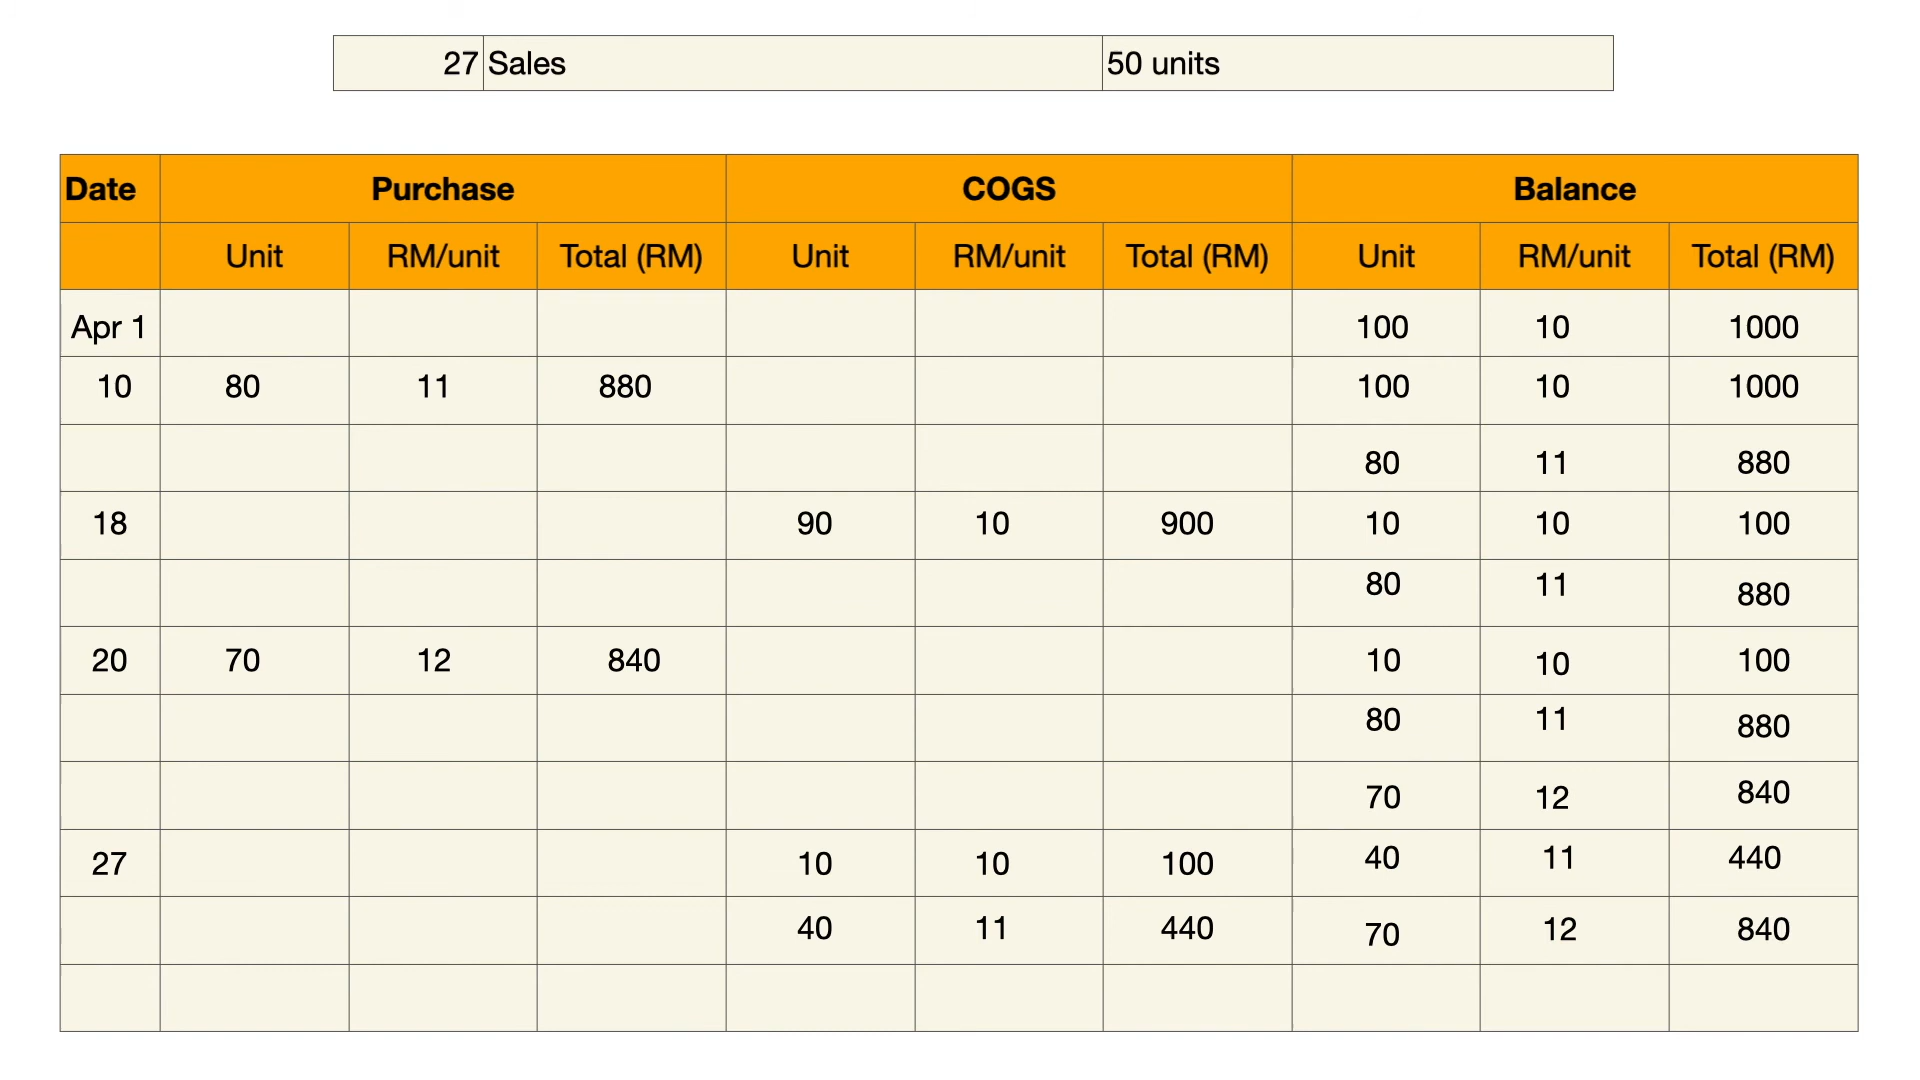 27 Sales 50 units
Date Purchase COGS Balance
Unit RM/unit Total (RM) Unit RM/unit Total (RM) Unit RM/unit Total (RM)
Apr 1 100 10 1000
10 80 11 880 100 10 1000
80 11 880
18 90 10 900 10 10 100
80 11 880
20 70 12 840 10 10 100
80 11 880
70 12 840
27 10 10 100 40 11 440
40 11 440 70 12 840